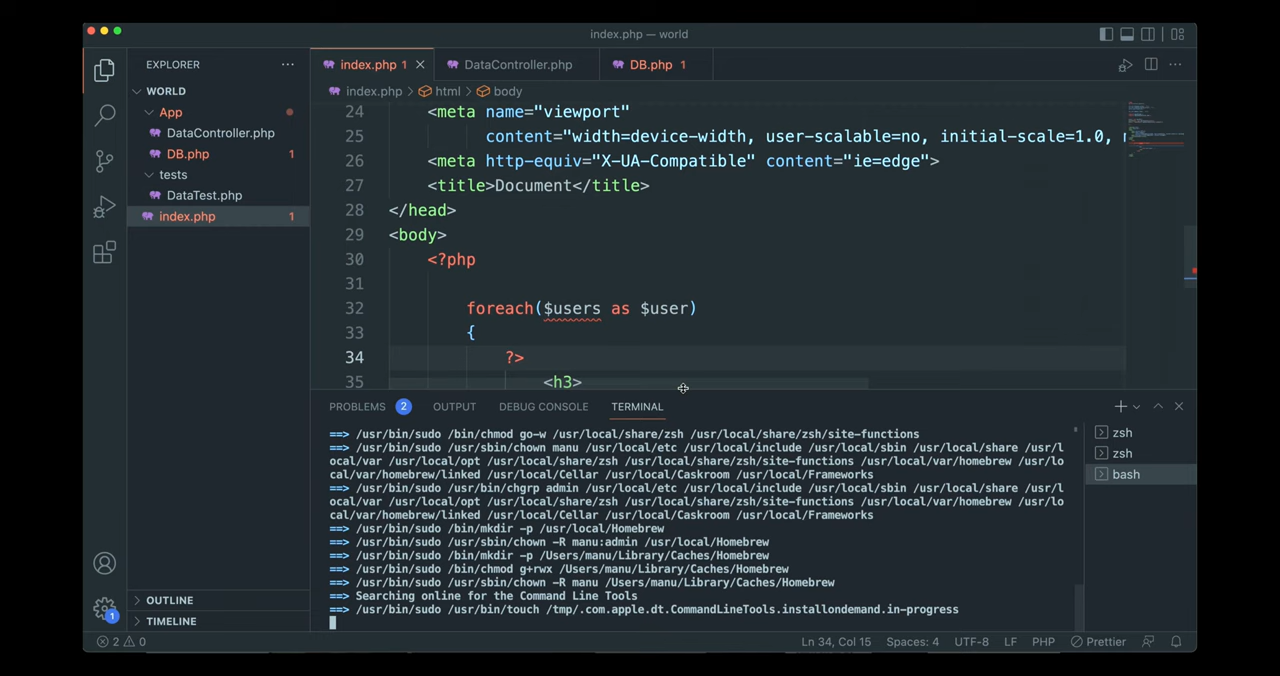 index.php — world
EXPLORER
index.php 1
DataController.php
DB.php 1
WORLD
App
DataController.php
DB.php 1
tests
DataTest.php
index.php 1
index.php > html > body
24 <meta name="viewport"
25 content="width=device-width, user-scalable=no, initial-scale=1.0,
26 <meta http-equiv="X-UA-Compatible" content="ie=edge">
27 <title>Document</title>
28 </head>
29 <body>
30 <?php
31
32 foreach($users as $user)
33 {
34 ?>
35 <h3>
PROBLEMS 2 OUTPUT DEBUG CONSOLE TERMINAL
==> /usr/bin/sudo /bin/chmod go-w /usr/local/share/zsh /usr/local/share/zsh/site-functions
==> /usr/bin/sudo /usr/sbin/chown manu /usr/local/etc /usr/local/include /usr/local/sbin /usr/local/share /usr/l
ocal/var /usr/local/opt /usr/local/share/zsh /usr/local/share/zsh/site-functions /usr/local/var/homebrew /usr/lo
cal/var/homebrew/linked /usr/local/Cellar /usr/local/Caskroom /usr/local/Frameworks
==> /usr/bin/sudo /usr/bin/chgrp admin /usr/local/etc /usr/local/include /usr/local/sbin /usr/local/share /usr/l
ocal/var /usr/local/opt /usr/local/share/zsh /usr/local/share/zsh/site-functions /usr/local/var/homebrew /usr/lo
cal/var/homebrew/linked /usr/local/Cellar /usr/local/Caskroom /usr/local/Frameworks
==> /usr/bin/sudo /bin/mkdir -p /usr/local/Homebrew
==> /usr/bin/sudo /usr/sbin/chown -R manu:admin /usr/local/Homebrew
==> /usr/bin/sudo /bin/mkdir -p /Users/manu/Library/Caches/Homebrew
==> /usr/bin/sudo /bin/chmod g+rwx /Users/manu/Library/Caches/Homebrew
==> /usr/bin/sudo /usr/sbin/chown -R manu /Users/manu/Library/Caches/Homebrew
==> Searching online for the Command Line Tools
==> /usr/bin/sudo /usr/bin/touch /tmp/.com.apple.dt.CommandLineTools.installondemand.in-progress
zsh
zsh
bash
OUTLINE
TIMELINE
1
2 0
Ln 34, Col 15 Spaces: 4 UTF-8 LF PHP Prettier